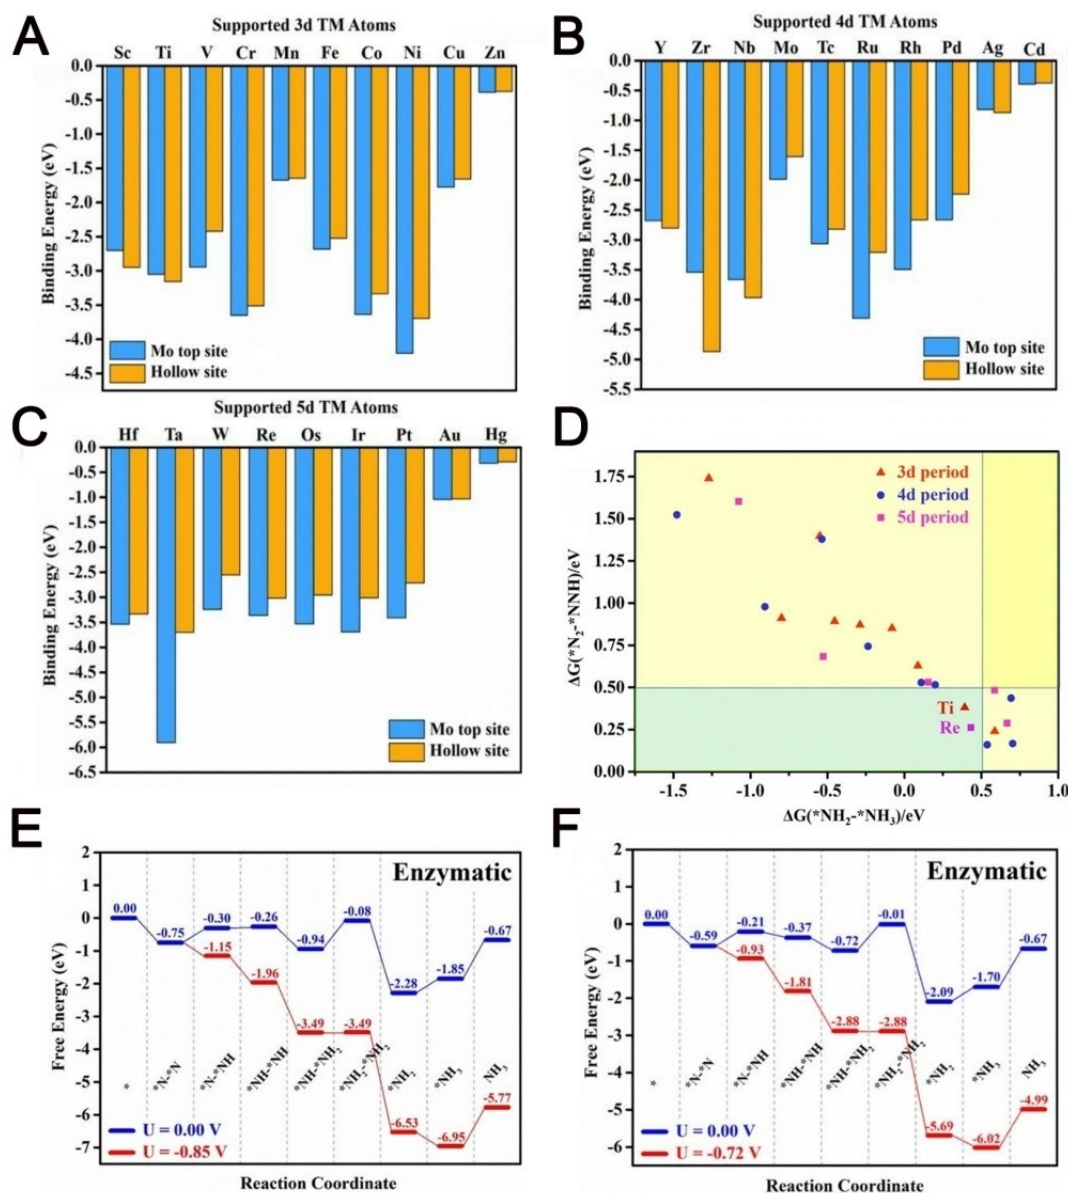 A
Supported 3d TM Atoms
Sc Ti V Cr Mn Fe Co Ni Cu Zn
0.0
-0.5
-1.0
-1.5
-2.0
-2.5
-3.0
-3.5
-4.0
-4.5
Binding Energy (eV)
Mo top site
Hollow site
B
Supported 4d TM Atoms
Y Zr Nb Mo Tc Ru Rh Pd Ag Cd
0.0
-0.5
-1.0
-1.5
-2.0
-2.5
-3.0
-3.5
-4.0
-4.5
-5.0
-5.5
Binding Energy (eV)
Mo top site
Hollow site
C
Supported 5d TM Atoms
Hf Ta W Re Os Ir Pt Au Hg
0.0
-0.5
-1.0
-1.5
-2.0
-2.5
-3.0
-3.5
-4.0
-4.5
-5.0
-5.5
-6.0
-6.5
Binding Energy (eV)
Mo top site
Hollow site
D
3d period
4d period
5d period
1.75
1.50
1.25
1.00
0.75
0.50
0.25
0.00
ΔG(*N₂-*NNH)/eV
Ti
Re
-1.5 -1.0 -0.5 0.0 0.5 1.0
ΔG(*NH₂-*NH₃)/eV
E
Enzymatic
2
1
0
-1
-2
-3
-4
-5
-6
-7
Free Energy (eV)
0.00 -0.75 -0.30 -0.26 -0.94 -0.08 -2.28 -1.85 -0.67
-1.15 -1.96 -3.49 -3.49 -6.53 -6.95 -5.77
* *N-*N *N-*NH *NH-*NH *NH-*NH₂ *NH₂-*NH₂ *NH₂ *NH₃ NH₃
U = 0.00 V
U = -0.85 V
Reaction Coordinate
F
Enzymatic
2
1
0
-1
-2
-3
-4
-5
-6
Free Energy (eV)
0.00 -0.59 -0.21 -0.37 -0.72 -0.01 -2.09 -1.70 -0.67
-0.93 -1.81 -2.88 -2.88 -5.69 -6.02 -4.99
* *N-*N *N-*NH *NH-*NH *NH-*NH₂ *NH₂-*NH₂ *NH₂ *NH₃ NH₃
U = 0.00 V
U = -0.72 V
Reaction Coordinate